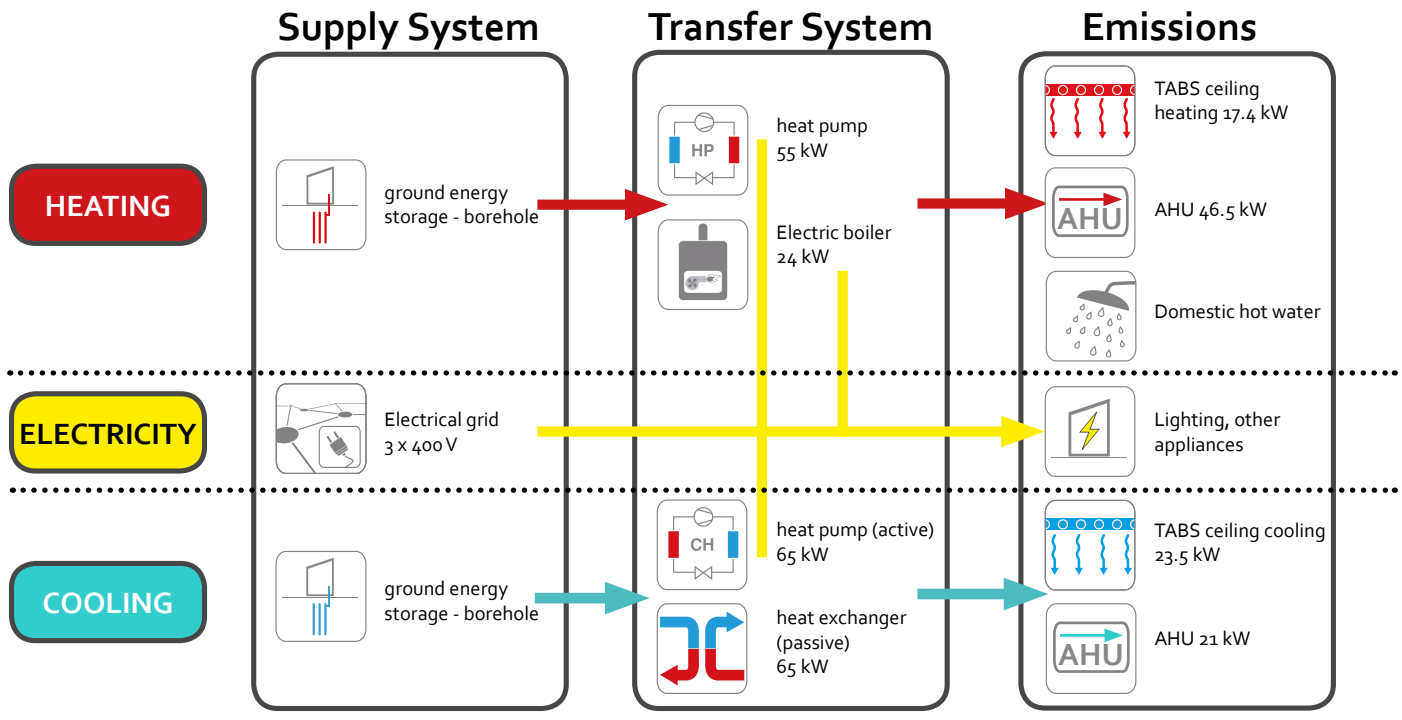 Supply System
Transfer System
Emissions
HEATING
ground energy
storage - borehole
HP
heat pump
55 kW
Electric boiler
24 kW
TABS ceiling
heating 17.4 kW
AHU
AHU 46.5 kW
Domestic hot water
ELECTRICITY
Electrical grid
3 x 400 V
Lighting, other
appliances
COOLING
ground energy
storage - borehole
CH
heat pump (active)
65 kW
heat exchanger
(passive)
65 kW
TABS ceiling cooling
23.5 kW
AHU
AHU 21 kW